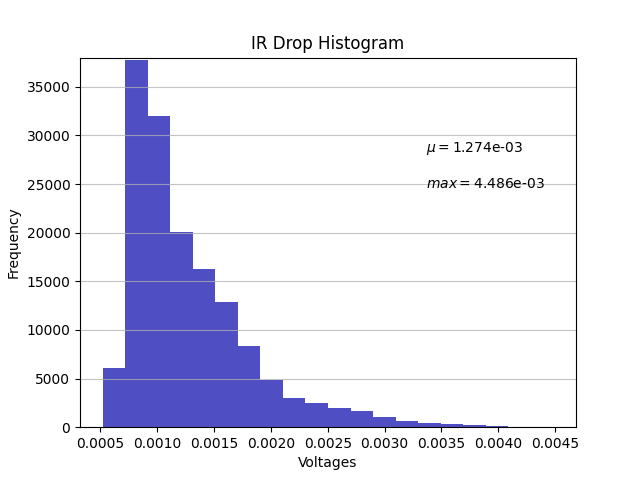 IR Drop Histogram
35000
30000
25000
20000
15000
10000
5000
0
Frequency
μ = 1.274e-03
max = 4.486e-03
0.0005 0.0010 0.0015 0.0020 0.0025 0.0030 0.0035 0.0040 0.0045
Voltages